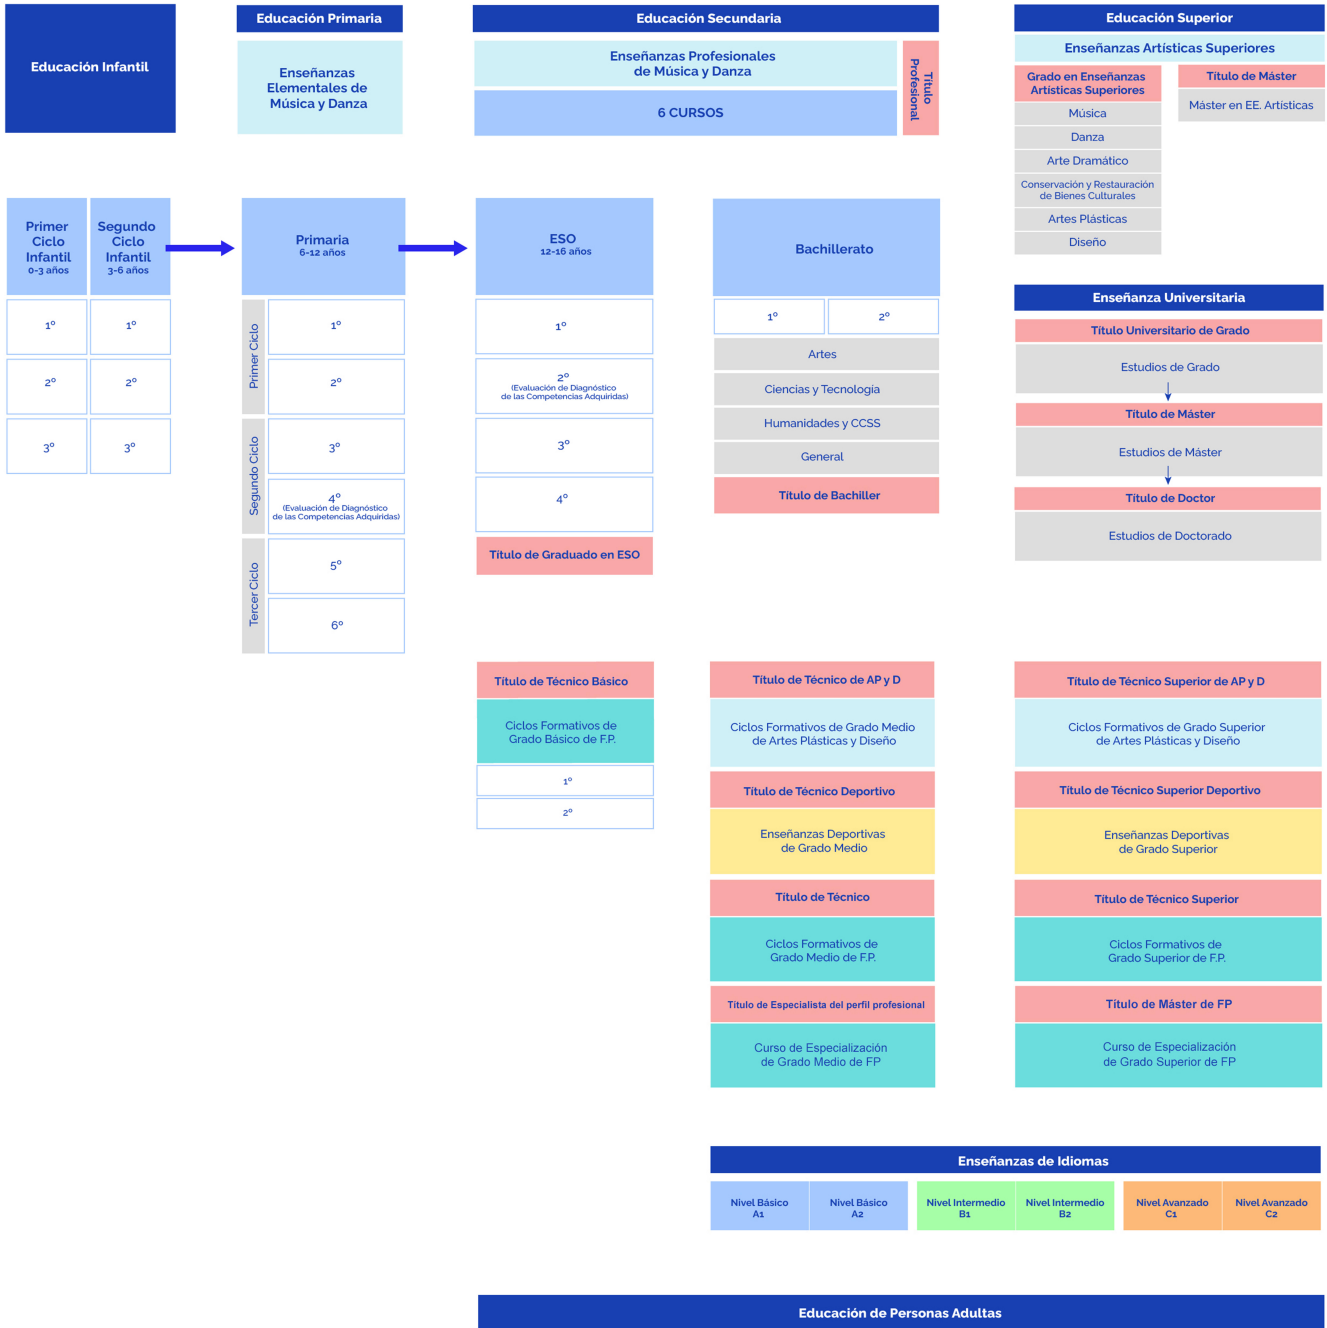 Educación Infantil
Educación Primaria
Enseñanzas
Elementales de
Música y Danza
Educación Secundaria
Enseñanzas Profesionales
de Música y Danza
6 CURSOS
Título
Profesional
Educación Superior
Enseñanzas Artísticas Superiores
Grado en Enseñanzas
Artísticas Superiores
Música
Danza
Arte Dramático
Conservación y Restauración
de Bienes Culturales
Artes Plásticas
Diseño
Título de Máster
Máster en EE. Artísticas
Primer
Ciclo
Infantil
0-3 años
1º
2º
3º
Segundo
Ciclo
Infantil
3-6 años
1º
2º
3º
Primaria
6-12 años
Primer Ciclo
1º
2º
Segundo Ciclo
3º
4º
(Evaluación de Diagnóstico
de las Competencias Adquiridas)
Tercer Ciclo
5º
6º
ESO
12-16 años
1º
2º
(Evaluación de Diagnóstico
de las Competencias Adquiridas)
3º
4º
Título de Graduado en ESO
Bachillerato
1º
2º
Artes
Ciencias y Tecnología
Humanidades y CCSS
General
Título de Bachiller
Enseñanza Universitaria
Título Universitario de Grado
Estudios de Grado
Título de Máster
Estudios de Máster
Título de Doctor
Estudios de Doctorado
Título de Técnico Básico
Ciclos Formativos de
Grado Básico de F.P.
1º
2º
Título de Técnico de AP y D
Ciclos Formativos de Grado Medio
de Artes Plásticas y Diseño
Título de Técnico Deportivo
Enseñanzas Deportivas
de Grado Medio
Título de Técnico
Ciclos Formativos de
Grado Medio de F.P.
Título de Especialista del perfil profesional
Curso de Especialización
de Grado Medio de FP
Título de Técnico Superior de AP y D
Ciclos Formativos de Grado Superior
de Artes Plásticas y Diseño
Título de Técnico Superior Deportivo
Enseñanzas Deportivas
de Grado Superior
Título de Técnico Superior
Ciclos Formativos de
Grado Superior de F.P.
Título de Máster de FP
Curso de Especialización
de Grado Superior de FP
Enseñanzas de Idiomas
Nivel Básico
A1
Nivel Básico
A2
Nivel Intermedio
B1
Nivel Intermedio
B2
Nivel Avanzado
C1
Nivel Avanzado
C2
Educación de Personas Adultas